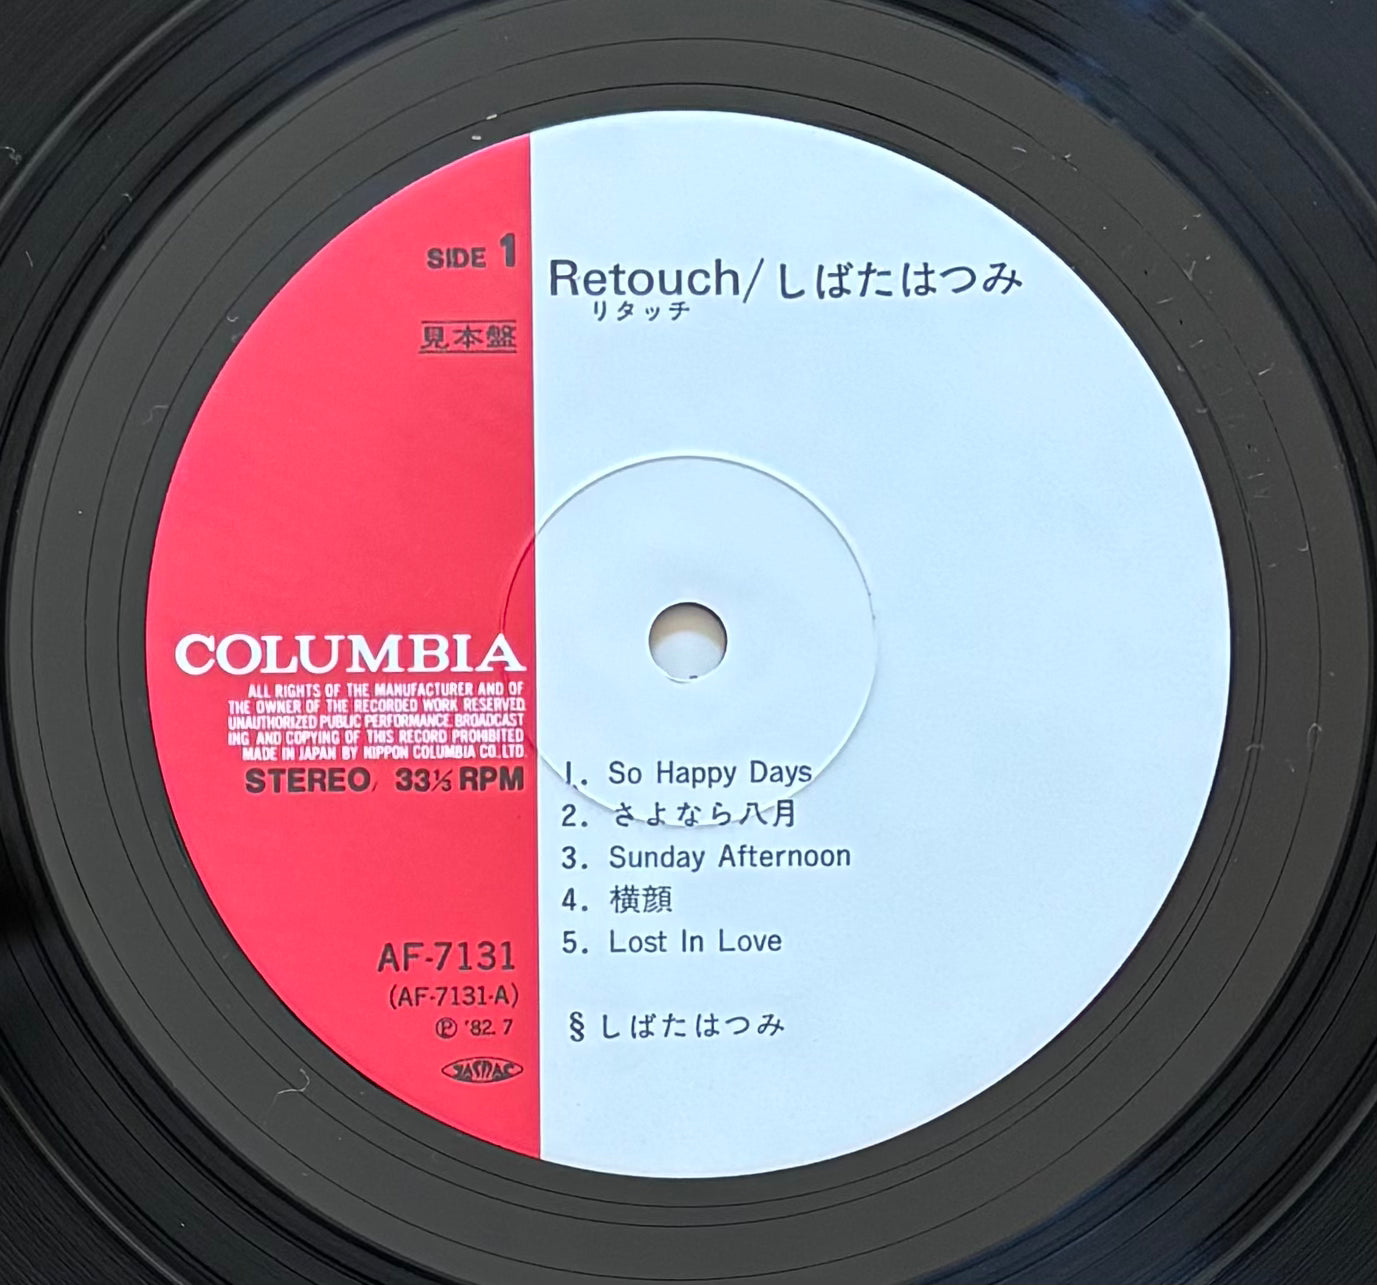 SIDE 1
見本盤
Retouch/しばたはつみ
リタッチ
COLUMBIA
ALL RIGHTS OF THE MANUFACTURER AND OF
THE OWNER OF THE RECORDED WORK RESERVED
UNAUTHORIZED PUBLIC PERFORMANCE BROADCAST
ING AND COPYING OF THIS RECORD PROHIBITED
MADE IN JAPAN BY NIPPON COLUMBIA CO. LTD.
STEREO, 33⅓ RPM
1. So Happy Days
2. さよなら八月
3. Sunday Afternoon
4. 横顔
5. Lost In Love
§ しばたはつみ
AF-7131
(AF-7131-A)
Ⓟ '82. 7
JASRAC